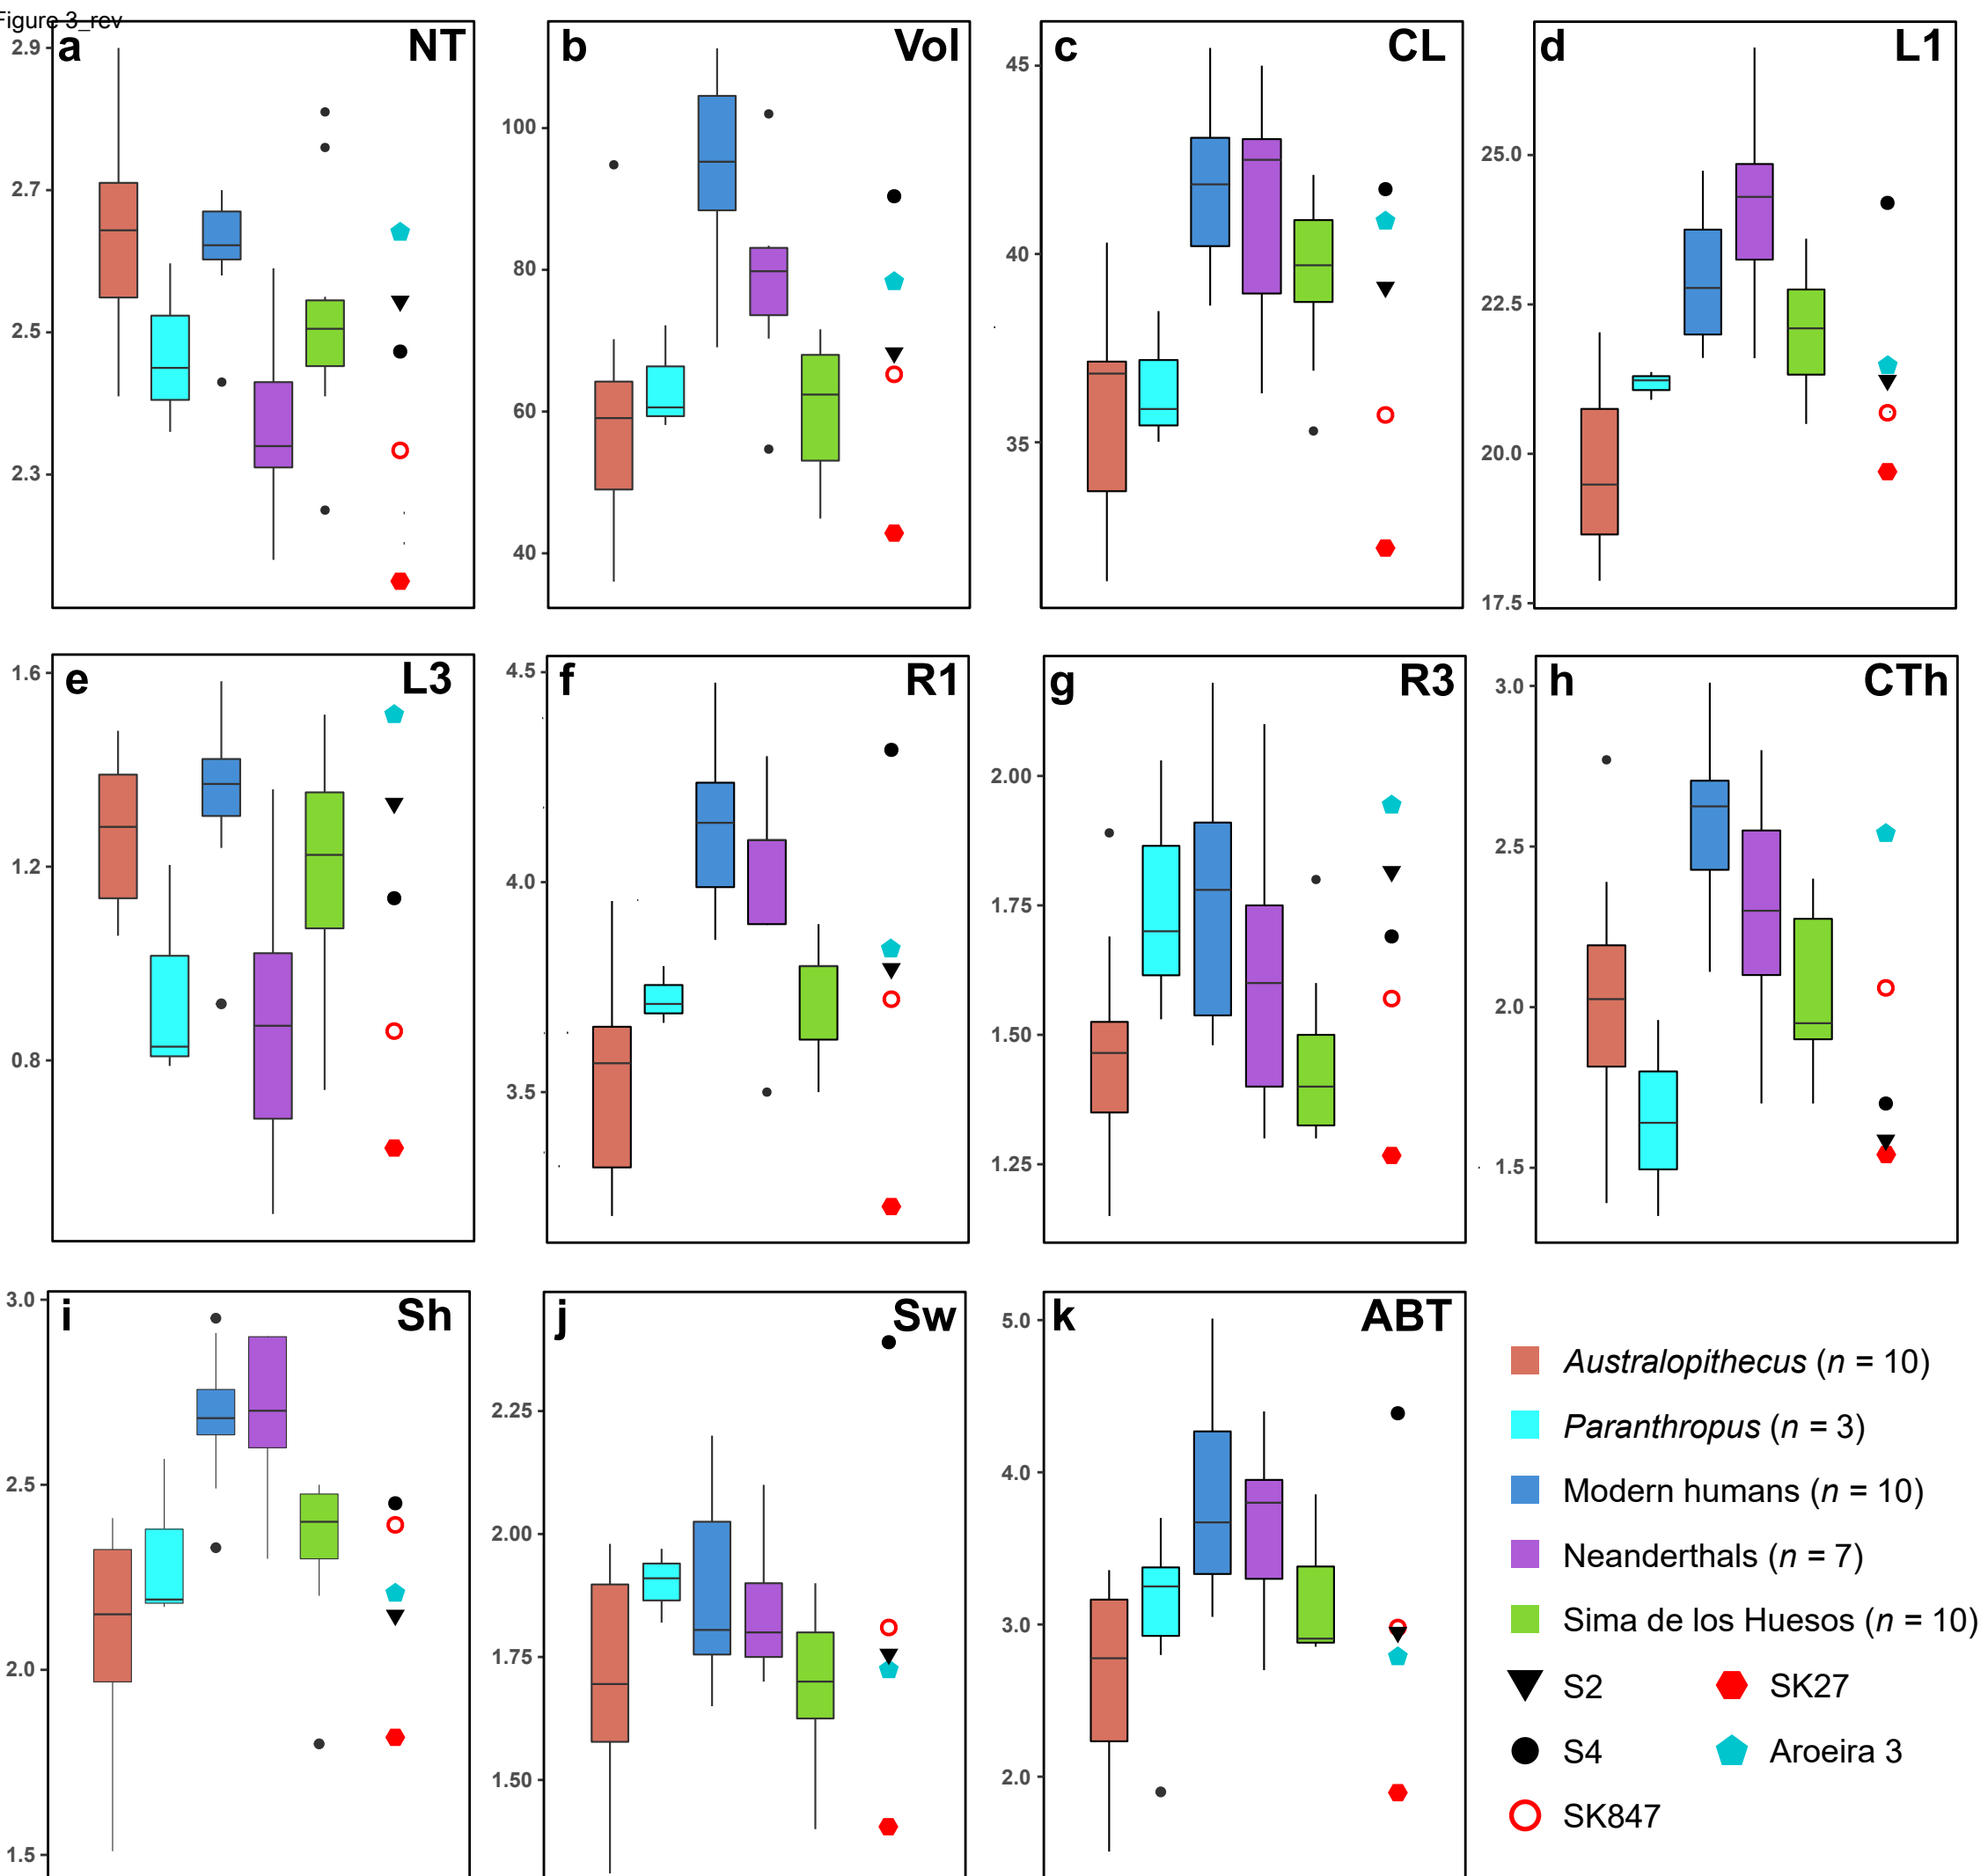 Figure 3_rev
a NT
2.9
2.7
2.5
2.3
b Vol
100
80
60
40
c CL
45
40
35
d L1
25.0
22.5
20.0
17.5
e L3
1.6
1.2
0.8
f R1
4.5
4.0
3.5
g R3
2.00
1.75
1.50
1.25
h CTh
3.0
2.5
2.0
1.5
i Sh
3.0
2.5
2.0
1.5
j Sw
2.25
2.00
1.75
1.50
k ABT
5.0
4.0
3.0
2.0
Australopithecus (n = 10)
Paranthropus (n = 3)
Modern humans (n = 10)
Neanderthals (n = 7)
Sima de los Huesos (n = 10)
S2 SK27
S4 Aroeira 3
SK847